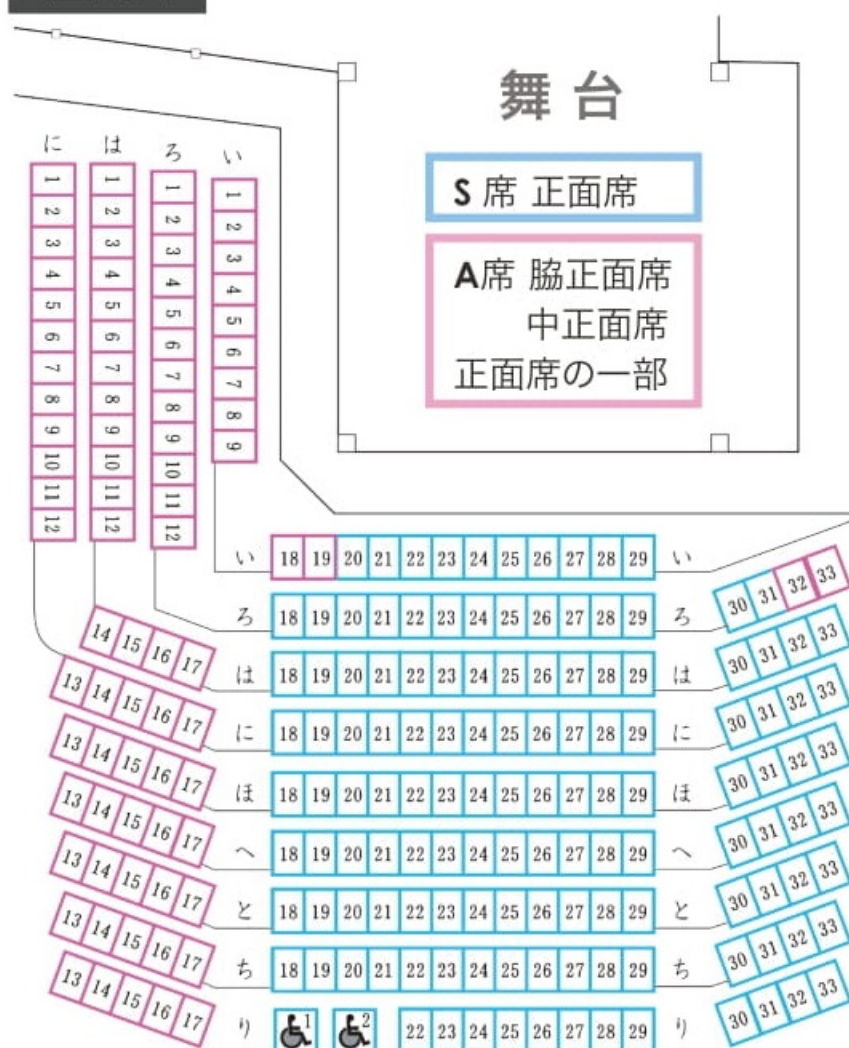 舞台
S席 正面席
A席 脇正面席
中正面席
正面席の一部
に は ろ い
1 2 3 4 5 6 7 8 9 10 11 12
1 2 3 4 5 6 7 8 9 10 11 12
1 2 3 4 5 6 7 8 9 10 11 12
1 2 3 4 5 6 7 8 9
い 18 19 20 21 22 23 24 25 26 27 28 29 い
ろ 18 19 20 21 22 23 24 25 26 27 28 29 ろ 30 31 32 33
14 15 16 17 は 18 19 20 21 22 23 24 25 26 27 28 29 は 30 31 32 33
13 14 15 16 17 に 18 19 20 21 22 23 24 25 26 27 28 29 に 30 31 32 33
13 14 15 16 17 ほ 18 19 20 21 22 23 24 25 26 27 28 29 ほ 30 31 32 33
13 14 15 16 17 へ 18 19 20 21 22 23 24 25 26 27 28 29 へ 30 31 32 33
13 14 15 16 17 と 18 19 20 21 22 23 24 25 26 27 28 29 と 30 31 32 33
13 14 15 16 17 ち 18 19 20 21 22 23 24 25 26 27 28 29 ち 30 31 32 33
13 14 15 16 17 り 1 2 22 23 24 25 26 27 28 29 り 30 31 32 33